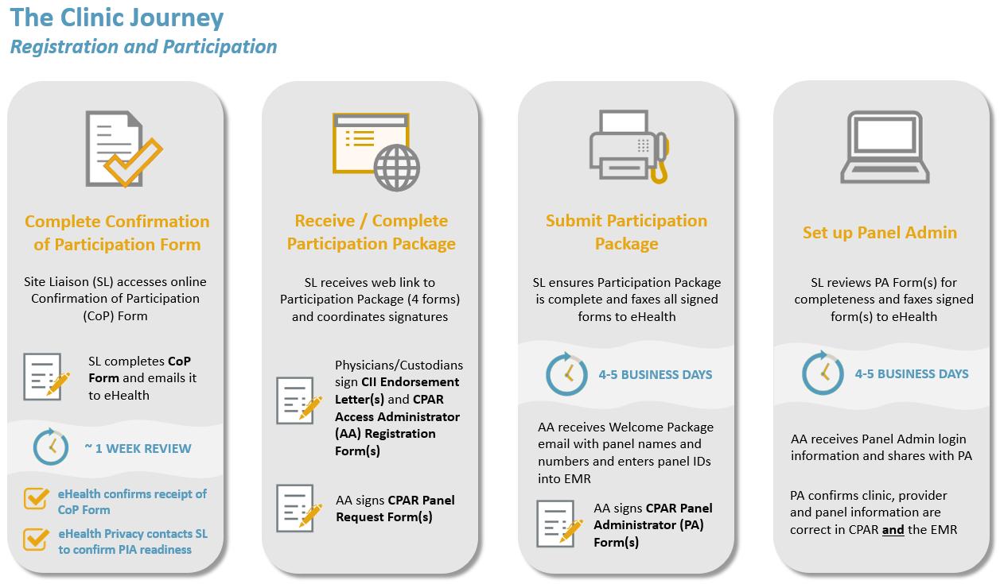 The Clinic Journey
Registration and Participation
Complete Confirmation
of Participation Form
Site Liaison (SL) accesses online
Confirmation of Participation
(CoP) Form
SL completes CoP
Form and emails it
to eHealth
~ 1 WEEK REVIEW
eHealth confirms receipt of
CoP Form
eHealth Privacy contacts SL
to confirm PIA readiness
Receive / Complete
Participation Package
SL receives web link to
Participation Package (4 forms)
and coordinates signatures
Physicians/Custodians
sign CII Endorsement
Letter(s) and CPAR
Access Administrator
(AA) Registration
Form(s)
AA signs CPAR Panel
Request Form(s)
Submit Participation
Package
SL ensures Participation Package
is complete and faxes all signed
forms to eHealth
4-5 BUSINESS DAYS
AA receives Welcome Package
email with panel names and
numbers and enters panel IDs
into EMR
AA signs CPAR Panel
Administrator (PA)
Form(s)
Set up Panel Admin
SL reviews PA Form(s) for
completeness and faxes signed
form(s) to eHealth
4-5 BUSINESS DAYS
AA receives Panel Admin login
information and shares with PA
PA confirms clinic, provider
and panel information are
correct in CPAR and the EMR